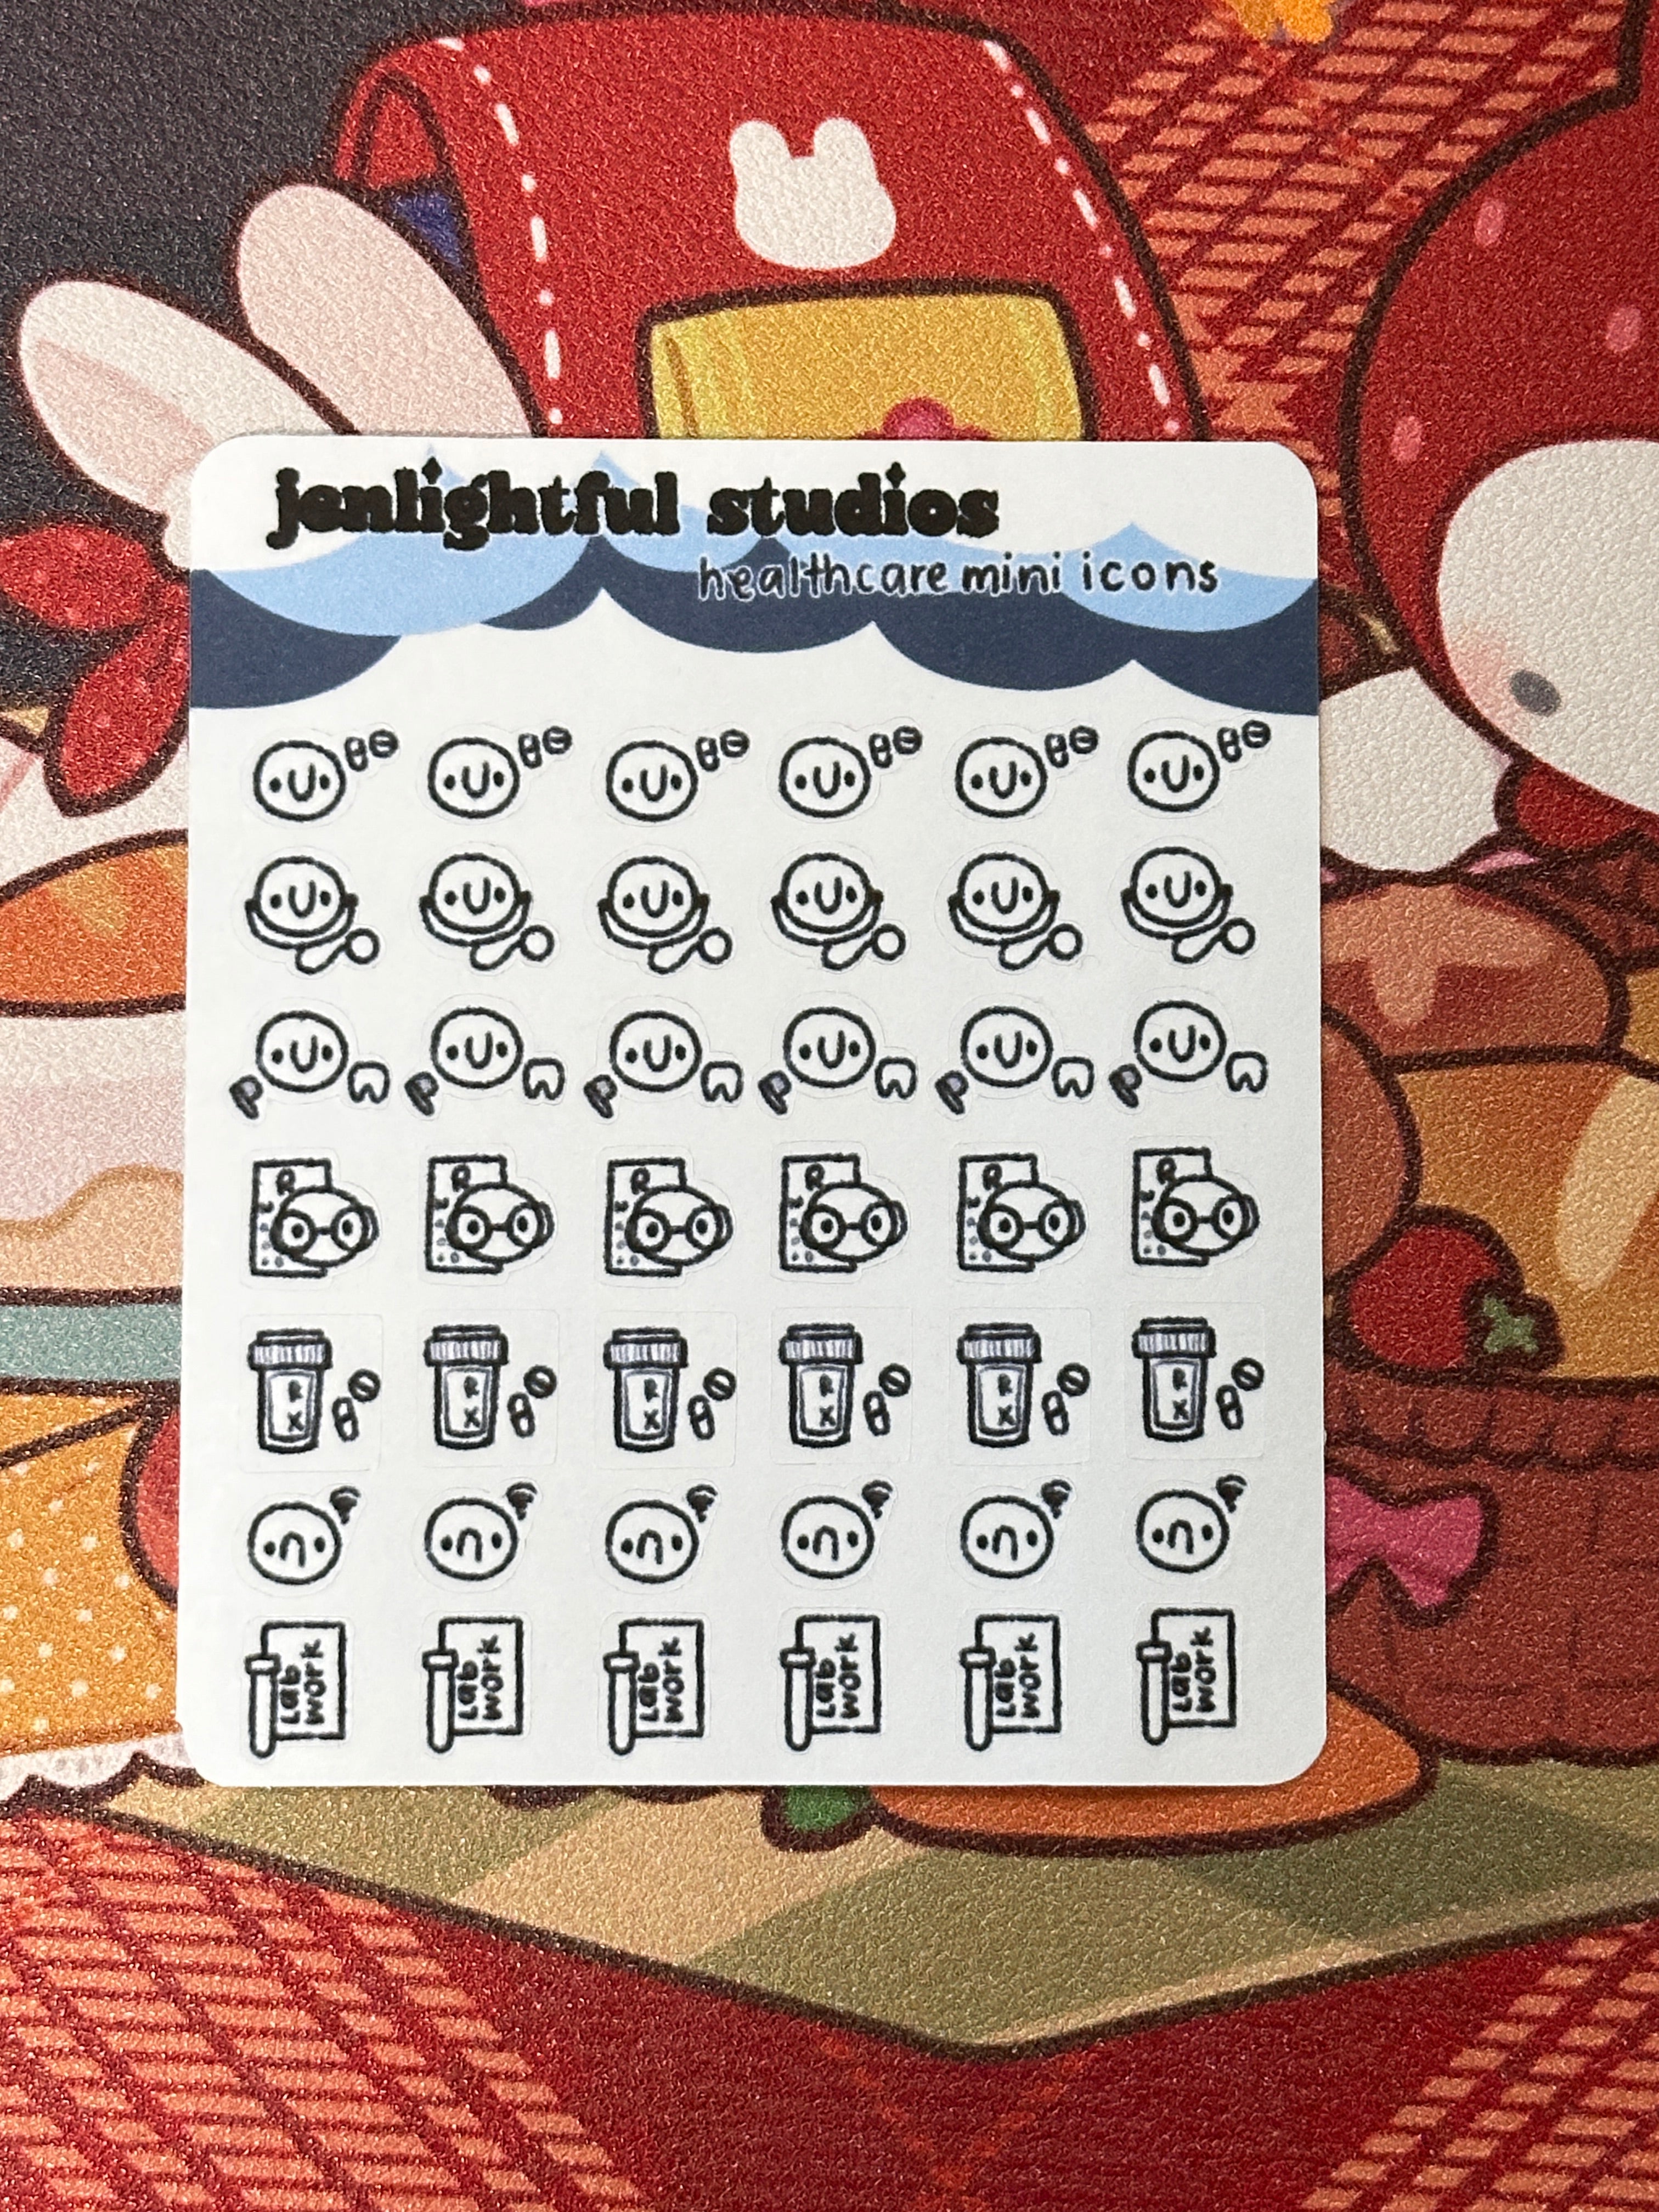 jenlightful studios
healthcare mini icons
R R R R R R
R R R R R R
X X X X X X
Lab Lab Lab Lab Lab Lab
work work work work work work